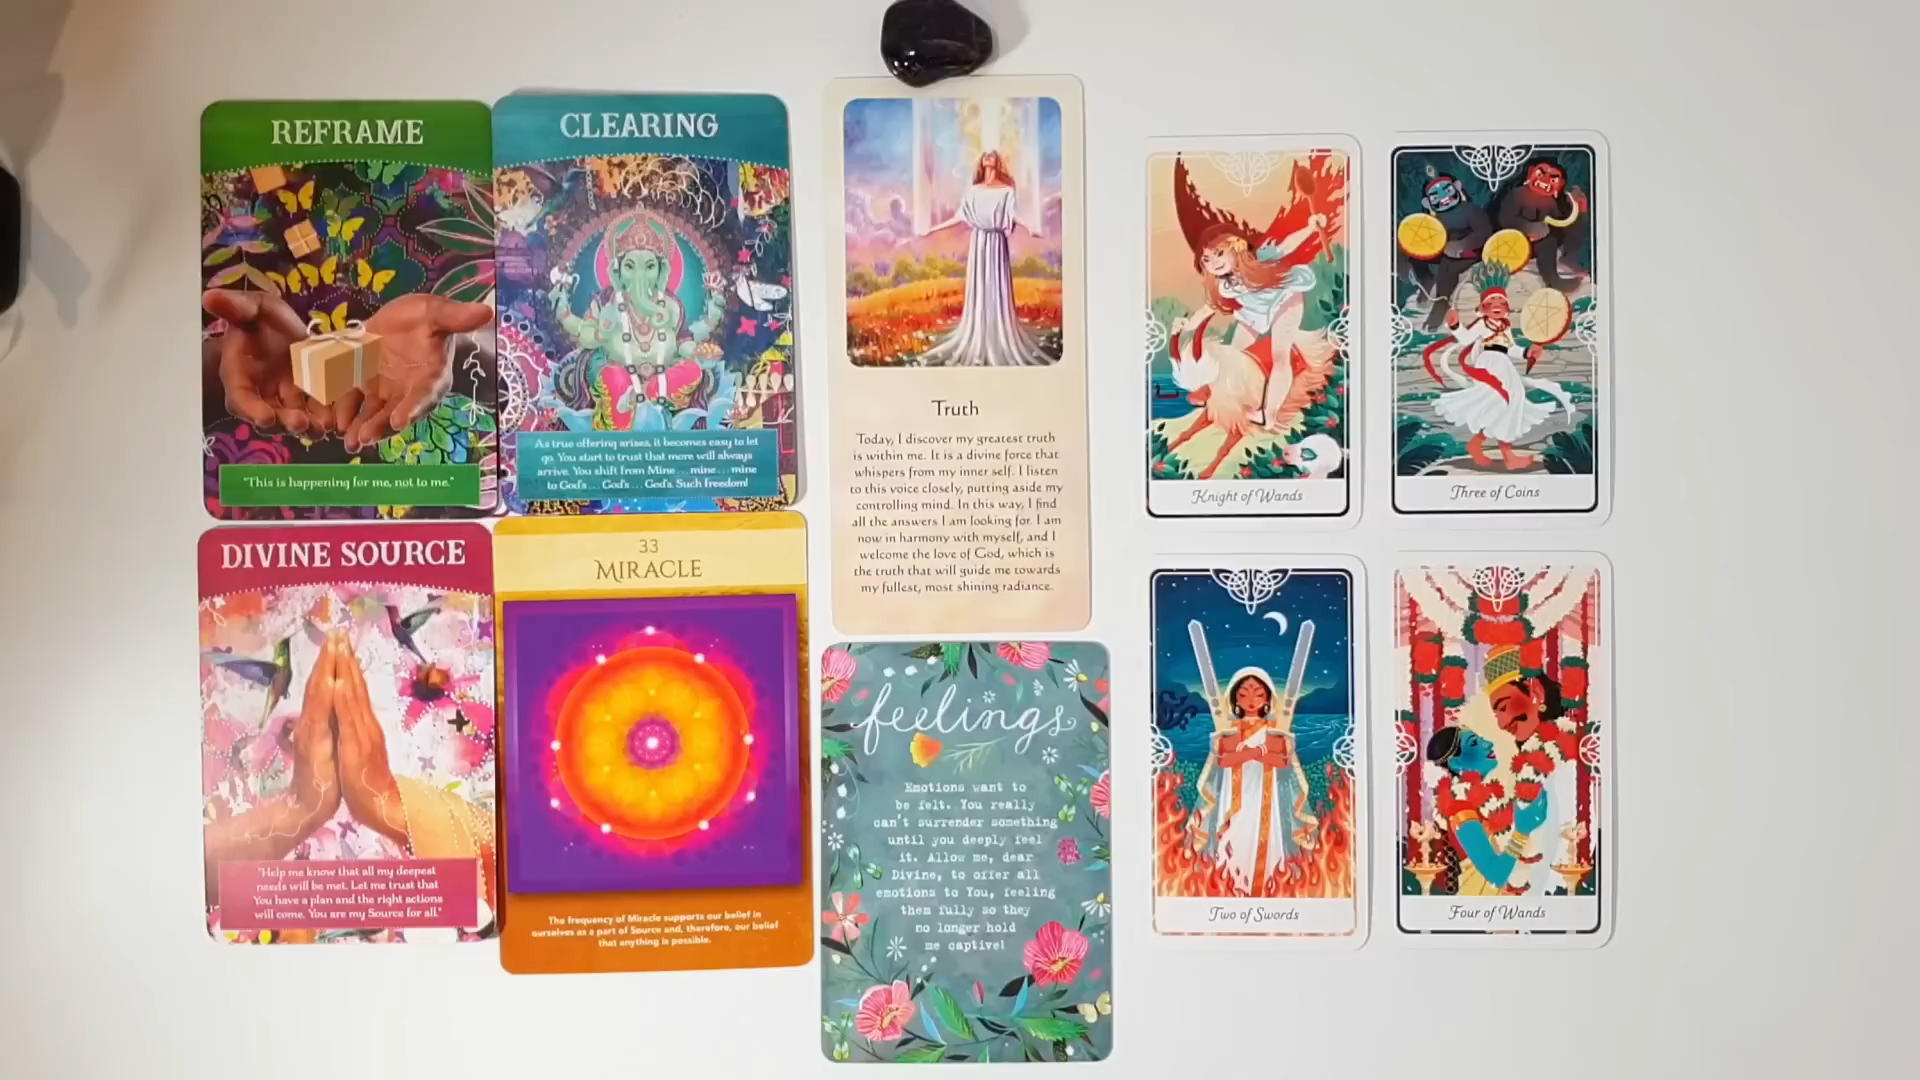 REFRAME
"This is happening for me, not to me."
CLEARING
As true offering arises, it becomes easy to let
go. You start to trust that more will always
arrive. You shift from Mine...mine...mine
to God's...God's...God's. Such freedom!
DIVINE SOURCE
"Help me know that all my deepest
needs will be met. Let me trust that
You have a plan and the right actions
will come. You are my Source for all."
33
MIRACLE
The frequency of Miracle supports our belief in
ourselves as a part of Source and, therefore, our belief
that anything is possible.
Truth
Today, I discover my greatest truth
is within me. It is a divine force that
whispers from my inner self. I listen
to this voice closely, putting aside my
controlling mind. In this way, I find
all the answers I am looking for. I am
now in harmony with myself, and I
welcome the love of God, which is
the truth that will guide me towards
my fullest, most shining radiance.
feelings
Emotions want to
be felt. You really
can't surrender something
until you deeply feel
it. Allow me, dear
Divine, to offer all
emotions to You, feeling
them fully so they
no longer hold
me captive!
Knight of Wands
Three of Coins
Two of Swords
Four of Wands